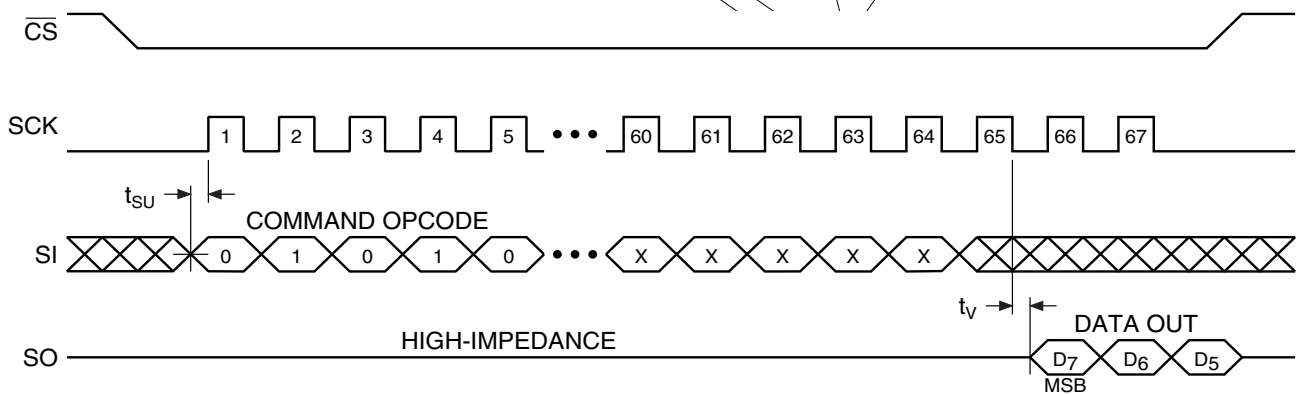 CS
SCK 1 2 3 4 5 ••• 60 61 62 63 64 65 66 67
tSU
COMMAND OPCODE
SI 0 1 0 1 0 ••• X X X X X
tV
DATA OUT
HIGH-IMPEDANCE
SO D7 D6 D5
MSB